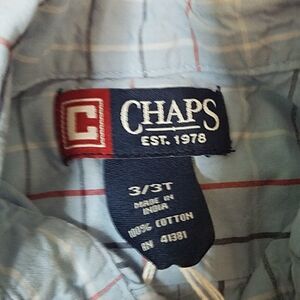 C CHAPS
EST. 1978
3/3T
MADE IN
INDIA
100% COTTON
RN 41381